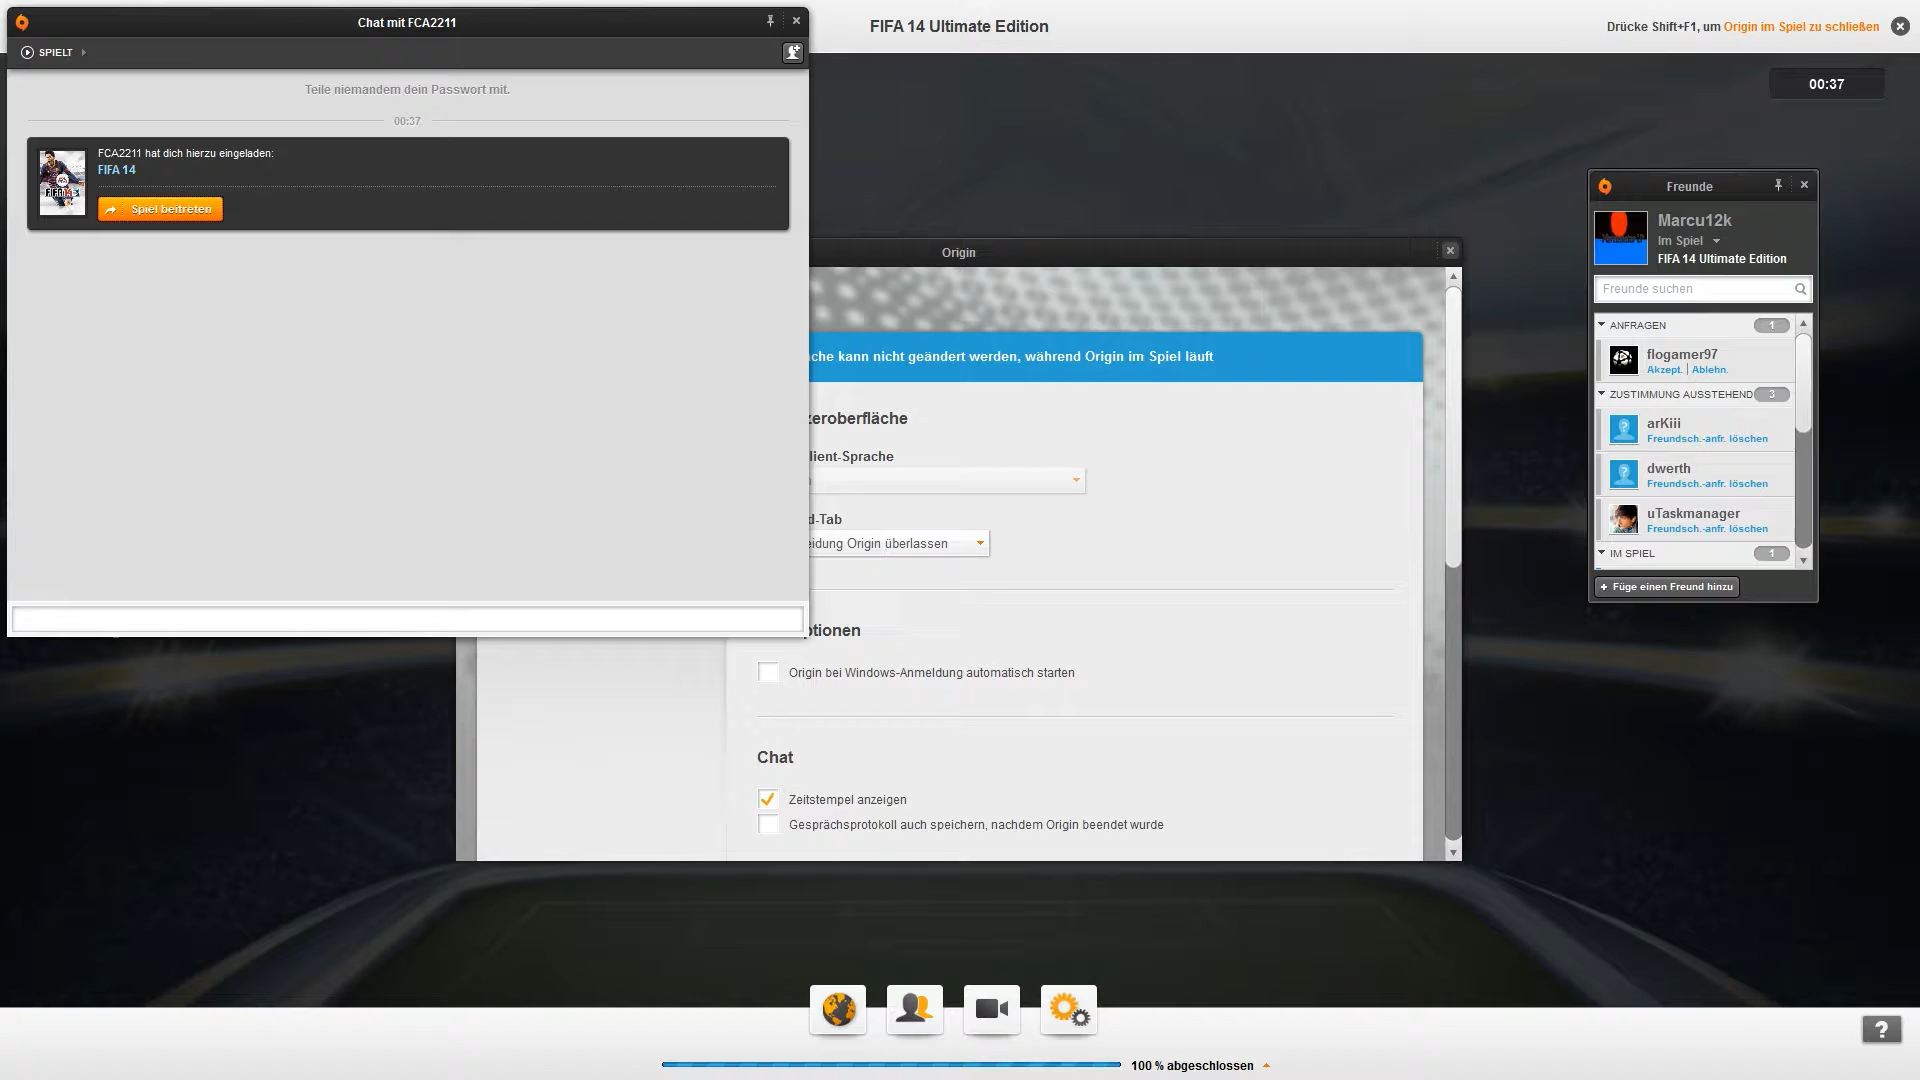 Chat mit FCA2211
SPIELT
Teile niemandem dein Passwort mit.
00:37
FCA2211 hat dich hierzu eingeladen:
FIFA 14
Spiel beitreten
FIFA 14 Ultimate Edition
Drücke Shift+F1, um Origin im Spiel zu schließen
00:37
Origin
che kann nicht geändert werden, während Origin im Spiel läuft
zeroberfläche
lient-Sprache
d-Tab
eidung Origin überlassen
ptionen
Origin bei Windows-Anmeldung automatisch starten
Chat
Zeitstempel anzeigen
Gesprächsprotokoll auch speichern, nachdem Origin beendet wurde
Freunde
Marcu12k
Im Spiel
FIFA 14 Ultimate Edition
Freunde suchen
ANFRAGEN 1
flogamer97
Akzept. | Ablehn.
ZUSTIMMUNG AUSSTEHEND 3
arKiii
Freundsch.-anfr. löschen
dwerth
Freundsch.-anfr. löschen
uTaskmanager
Freundsch.-anfr. löschen
IM SPIEL 1
+ Füge einen Freund hinzu
?
100 % abgeschlossen